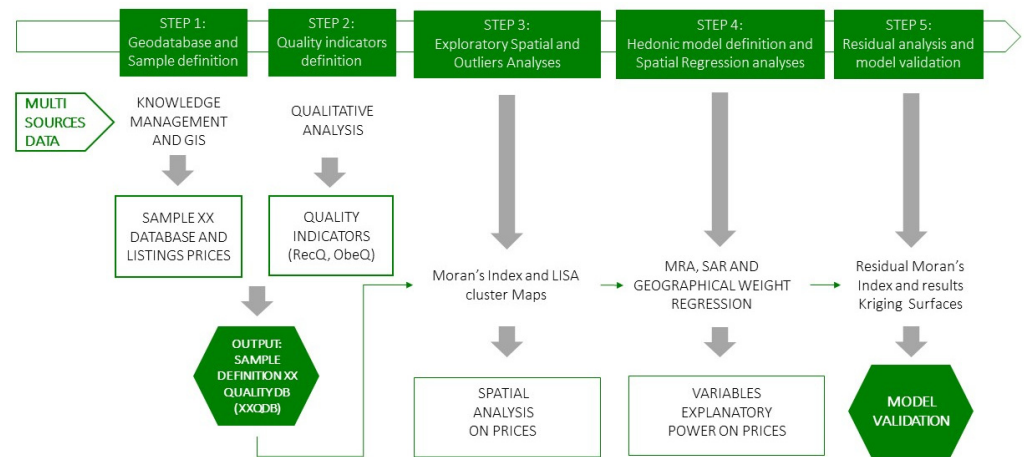 STEP 1:
Geodatabase and
Sample definition
STEP 2:
Quality indicators
definition
STEP 3:
Exploratory Spatial and
Outliers Analyses
STEP 4:
Hedonic model definition and
Spatial Regression analyses
STEP 5:
Residual analysis and
model validation
MULTI
SOURCES
DATA
KNOWLEDGE
MANAGEMENT
AND GIS
QUALITATIVE
ANALYSIS
SAMPLE XX
DATABASE AND
LISTINGS PRICES
QUALITY
INDICATORS
(RecQ, ObeQ)
Moran's Index and LISA
cluster Maps
MRA, SAR AND
GEOGRAPHICAL WEIGHT
REGRESSION
Residual Moran's
Index and results
Kriging Surfaces
OUTPUT:
SAMPLE
DEFINITION XX
QUALITY DB
(XXQDB)
SPATIAL
ANALYSIS
ON PRICES
VARIABLES
EXPLANATORY
POWER ON PRICES
MODEL
VALIDATION